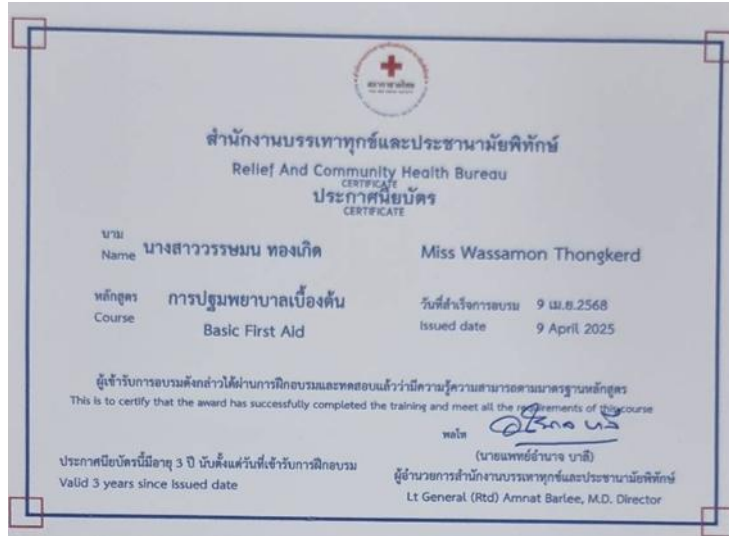 สภากาชาดไทย
สำนักงานบรรเทาทุกข์และประชานามัยพิทักษ์
Relief And Community Health Bureau
CERTIFICATE
ประกาศนียบัตร
CERTIFICATE
นาม
Name นางสาววรรษมน ทองเกิด Miss Wassamon Thongkerd
หลักสูตร การปฐมพยาบาลเบื้องต้น วันที่สำเร็จการอบรม 9 เม.ย.2568
Course Basic First Aid Issued date 9 April 2025
ผู้เข้ารับการอบรมดังกล่าวได้ผ่านการฝึกอบรมและทดสอบแล้วว่ามีความรู้ความสามารถตามมาตรฐานหลักสูตร
This is to certify that the award has successfully completed the training and meet all the requirements of this course
พลโท
(นายแพทย์อำนาจ บาลี)
ประกาศนียบัตรนี้มีอายุ 3 ปี นับตั้งแต่วันที่เข้ารับการฝึกอบรม ผู้อำนวยการสำนักงานบรรเทาทุกข์และประชานามัยพิทักษ์
Valid 3 years since Issued date Lt General (Rtd) Amnat Barlee, M.D. Director